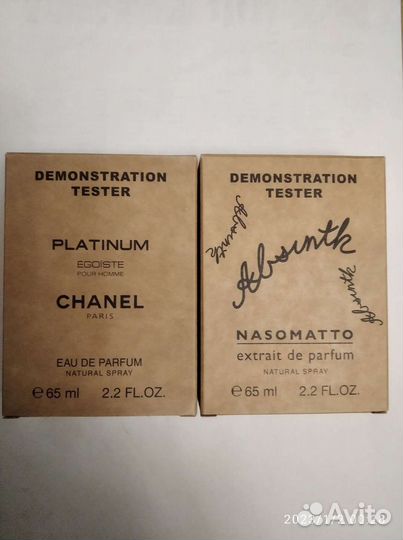 DEMONSTRATION
TESTER
PLATINUM
EGOÏSTE
POUR HOMME
CHANEL
PARIS
EAU DE PARFUM
NATURAL SPRAY
℮ 65 ml 2.2 FL.OZ.
DEMONSTRATION
TESTER
Absinth
Absinth
Absinth
NASOMATTO
extrait de parfum
NATURAL SPRAY
℮ 65 ml 2.2 FL.OZ.
Avito